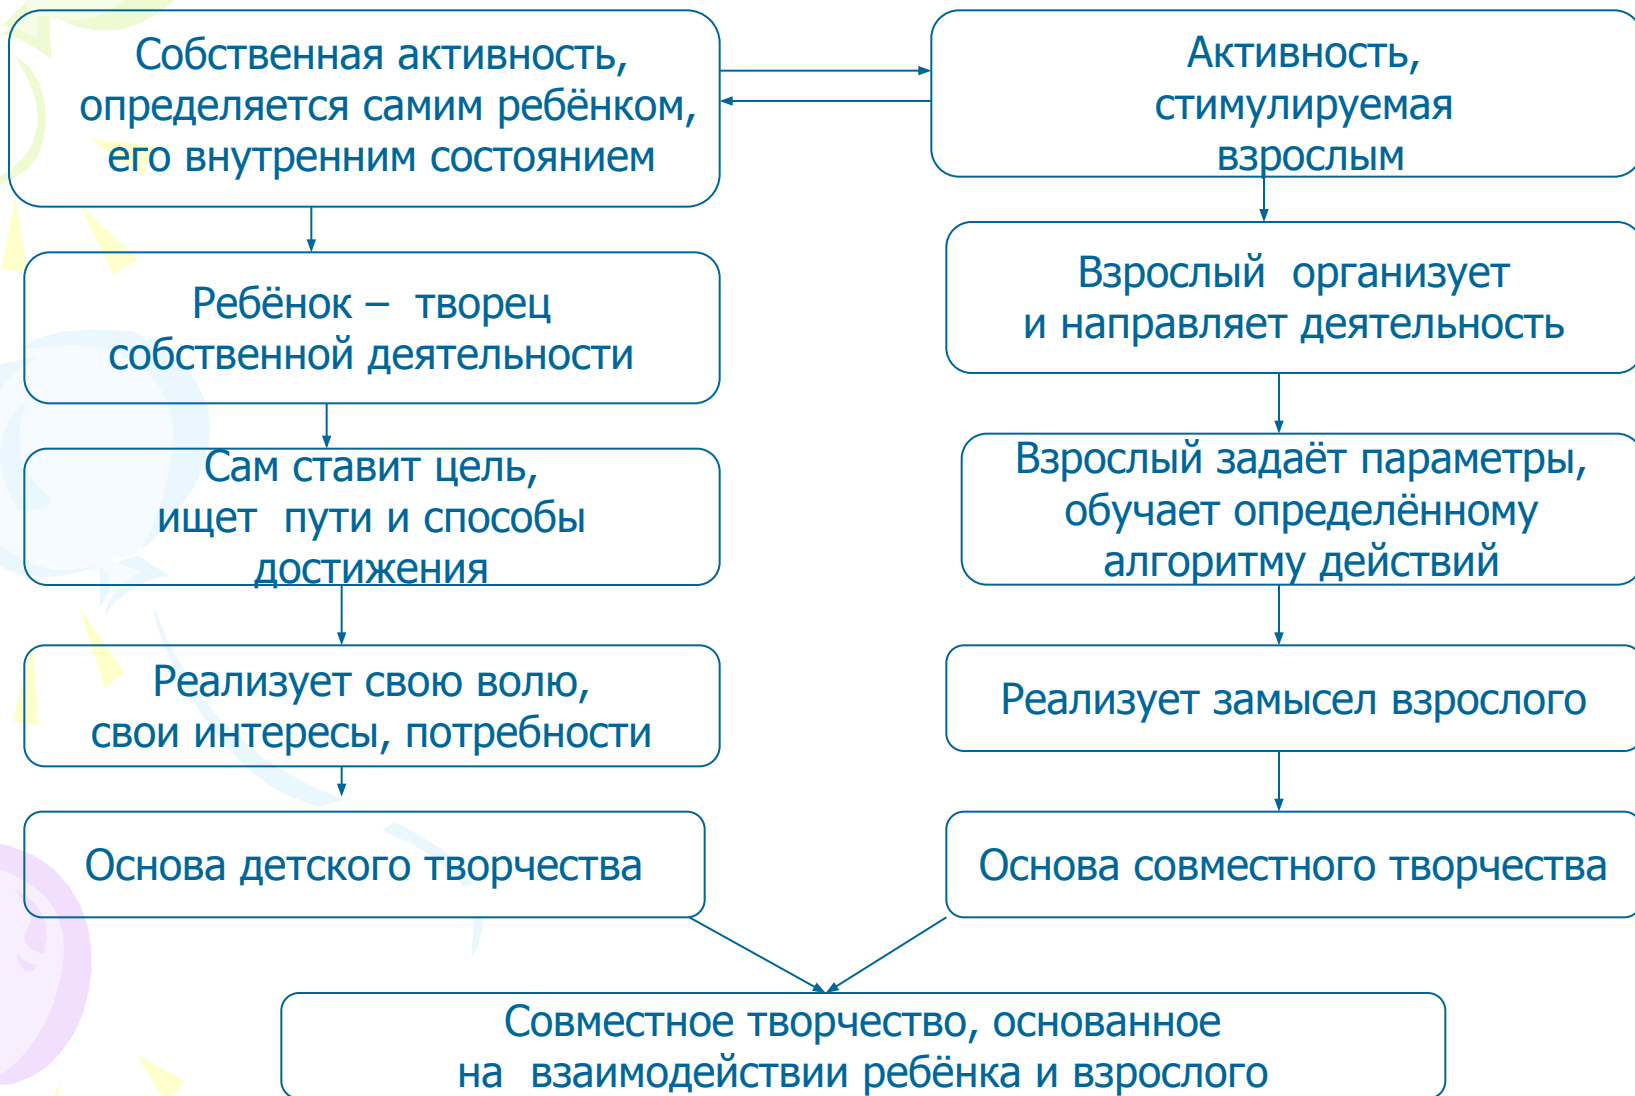 Собственная активность,
определяется самим ребёнком,
его внутренним состоянием
Активность,
стимулируемая
взрослым
Ребёнок – творец
собственной деятельности
Взрослый организует
и направляет деятельность
Сам ставит цель,
ищет пути и способы
достижения
Взрослый задаёт параметры,
обучает определённому
алгоритму действий
Реализует свою волю,
свои интересы, потребности
Реализует замысел взрослого
Основа детского творчества
Основа совместного творчества
Совместное творчество, основанное
на взаимодействии ребёнка и взрослого